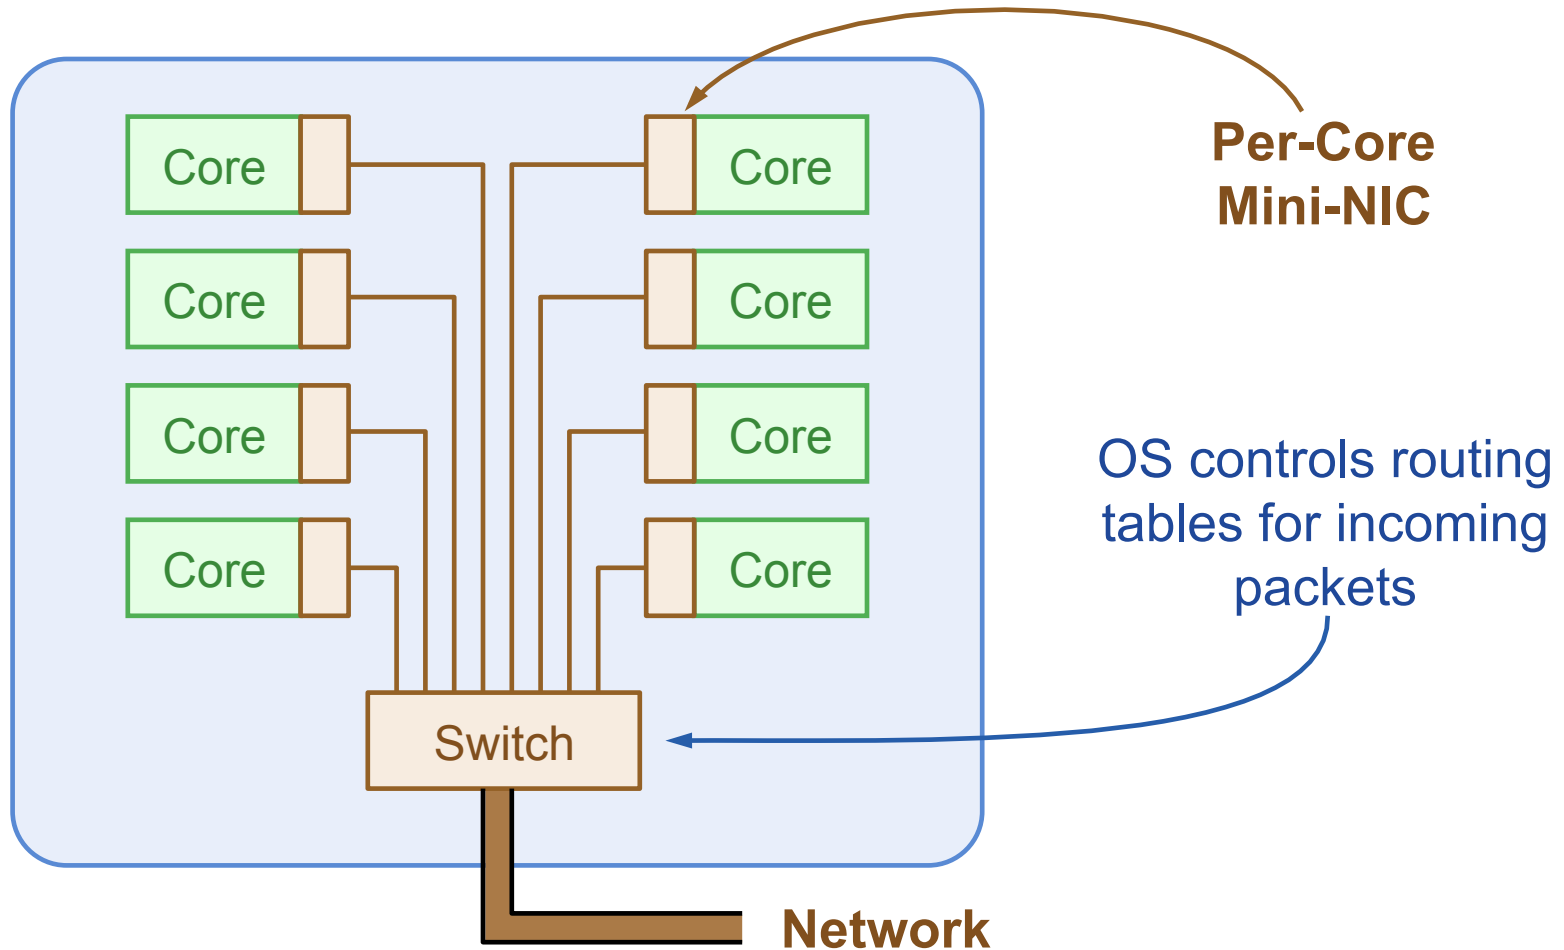 Core
Core
Per-Core
Mini-NIC
Core
Core
Core
Core
OS controls routing
tables for incoming
packets
Core
Core
Switch
Network